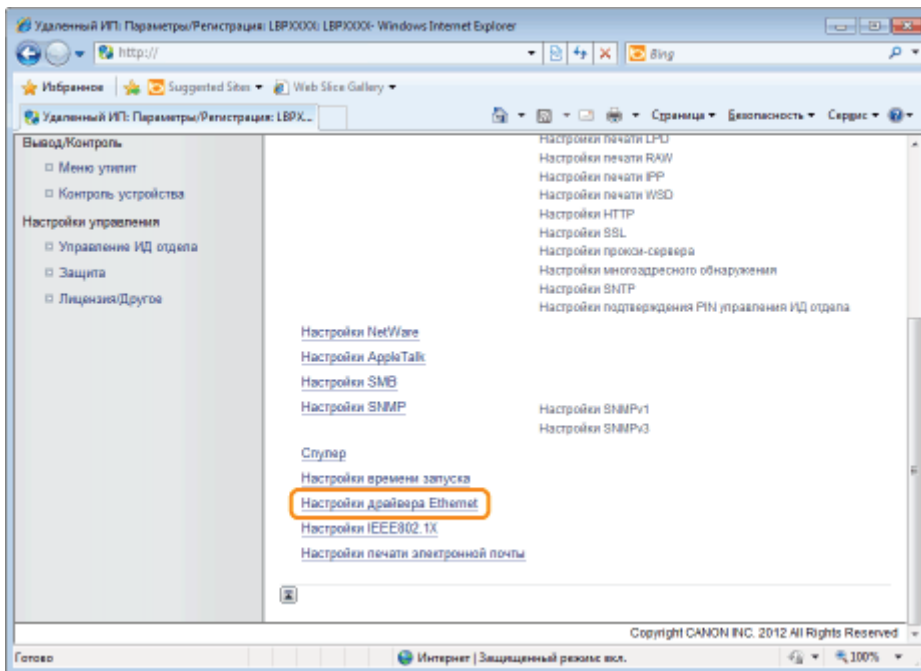 Удаленный ИП: Параметры/Регистрация: LBPXXXX: LBPXXXX- Windows Internet Explorer
http://
Bing
Избранное
Suggested Sites
Web Slice Gallery
Удаленный ИП: Параметры/Регистрация: LBPX...
Страница
Безопасность
Сервис
Вывод/Контроль
Меню утилит
Контроль устройства
Настройки управления
Управление ИД отдела
Защита
Лицензия/Другое
Настройки печати LPD
Настройки печати RAW
Настройки печати IPP
Настройки печати WSD
Настройки HTTP
Настройки SSL
Настройки прокси-сервера
Настройки многоадресного обнаружения
Настройки SNTP
Настройки подтверждения PIN управления ИД отдела
Настройки NetWare
Настройки AppleTalk
Настройки SMB
Настройки SNMP
Настройки SNMPv1
Настройки SNMPv3
Спулер
Настройки времени запуска
Настройки драйвера Ethernet
Настройки IEEE802.1X
Настройки печати электронной почты
Copyright CANON INC. 2012 All Rights Reserved
Готово
Интернет | Защищенный режим: вкл.
100%